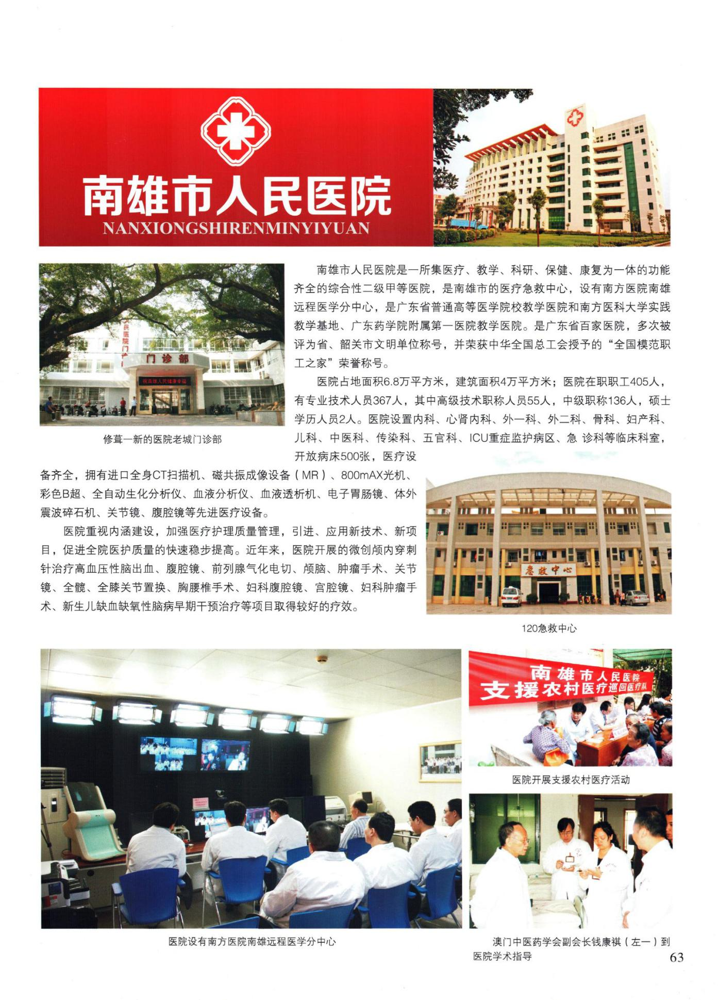 南雄市人民医院
NANXIONGSHIRENMINYIYUAN
南雄市人民医院是一所集医疗、教学、科研、保健、康复为一体的功能
齐全的综合性二级甲等医院，是南雄市的医疗急救中心，设有南方医院南雄
远程医学分中心，是广东省普通高等医学院校教学医院和南方医科大学实践
教学基地、广东药学院附属第一医院教学医院。是广东省百家医院，多次被
评为省、韶关市文明单位称号，并荣获中华全国总工会授予的“全国模范职
工之家”荣誉称号。
医院占地面积6.8万平方米，建筑面积4万平方米；医院在职职工405人，
有专业技术人员367人，其中高级技术职称人员55人，中级职称136人，硕士
学历人员2人。医院设置内科、心肾内科、外一科、外二科、骨科、妇产科、
儿科、中医科、传染科、五官科、ICU重症监护病区、急 诊科等临床科室，
开放病床500张，医疗设
备齐全，拥有进口全身CT扫描机、磁共振成像设备（MR）、800mAX光机、
彩色B超、全自动生化分析仪、血液分析仪、血液透析机、电子胃肠镜、体外
震波碎石机、关节镜、腹腔镜等先进医疗设备。
医院重视内涵建设，加强医疗护理质量管理，引进、应用新技术、新项
目，促进全院医护质量的快速稳步提高。近年来，医院开展的微创颅内穿刺
针治疗高血压性脑出血、腹腔镜、前列腺气化电切、颅脑、肿瘤手术、关节
镜、全髋、全膝关节置换、胸腰椎手术、妇科腹腔镜、宫腔镜、妇科肿瘤手
术、新生儿缺血缺氧性脑病早期干预治疗等项目取得较好的疗效。
人民医院门诊
门诊部
祝南雄人民健康幸福
修葺一新的医院老城门诊部
急救中心
120急救中心
医院设有南方医院南雄远程医学分中心
南雄市人民医院
支援农村医疗巡回医疗队
医院开展支援农村医疗活动
澳门中医药学会副会长钱康祺（左一）到
医院学术指导
63